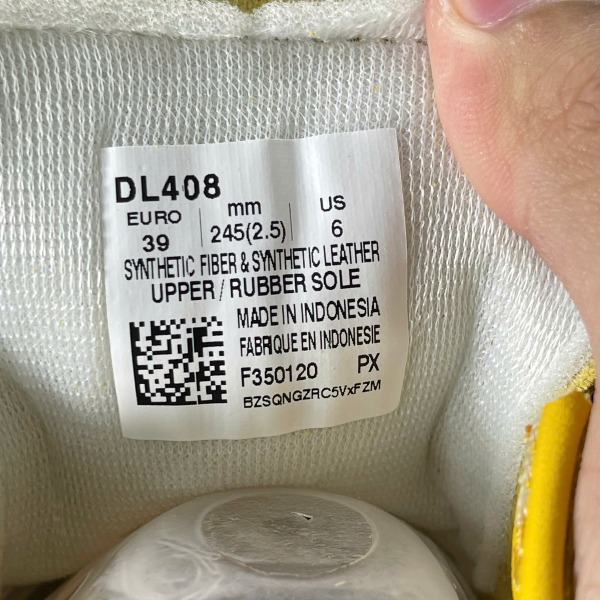 DL408
EURO | mm | US
39 | 245(2.5) | 6
SYNTHETIC FIBER & SYNTHETIC LEATHER
UPPER / RUBBER SOLE
MADE IN INDONESIA
FABRIQUE EN INDONESIE
F350120 PX
BZSQNGZRC5VxFZM